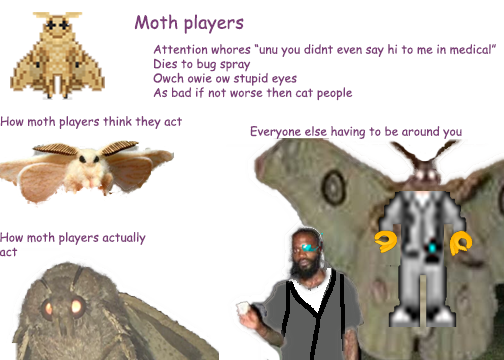 Moth players
Attention whores “unu you didnt even say hi to me in medical”
Dies to bug spray
Owch owie ow stupid eyes
As bad if not worse then cat people
How moth players think they act
Everyone else having to be around you
How moth players actually
act